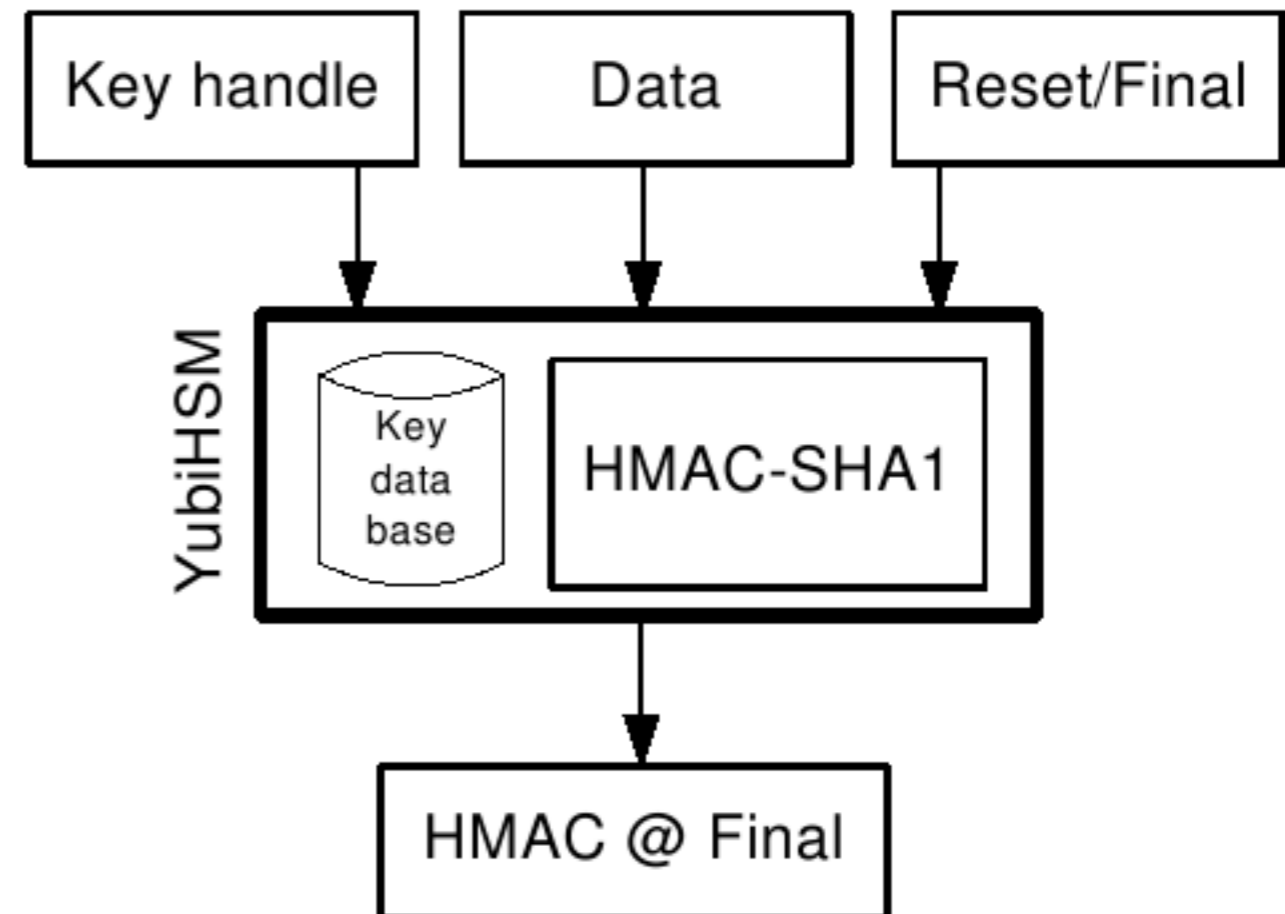 Key handle
Data
Reset/Final
YubiHSM
Key
data
base
HMAC-SHA1
HMAC @ Final